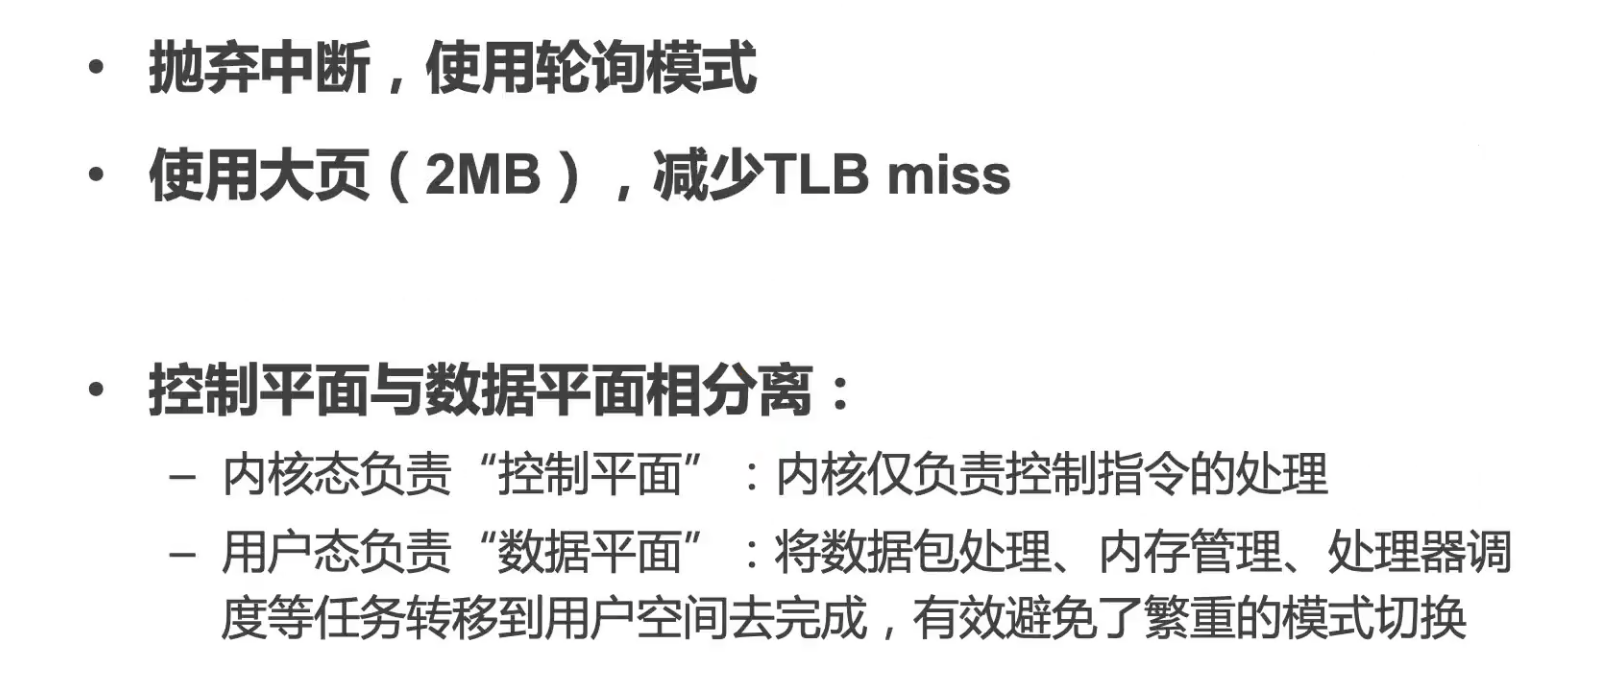 • 抛弃中断，使用轮询模式
• 使用大页（2MB），减少TLB miss
• 控制平面与数据平面相分离：
– 内核态负责“控制平面”：内核仅负责控制指令的处理
– 用户态负责“数据平面”：将数据包处理、内存管理、处理器调
度等任务转移到用户空间去完成，有效避免了繁重的模式切换